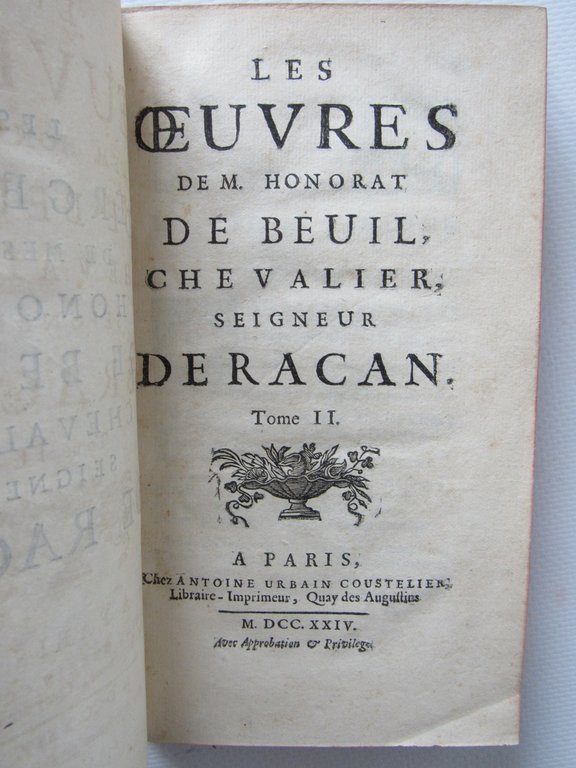 LES
ŒUVRES
DE M. HONORAT
DE BEUIL,
CHEVALIER,
SEIGNEUR
DE RACAN.
Tome II.
A PARIS,
Chez ANTOINE URBAIN COUSTELIER,
Libraire-Imprimeur, Quay des Auguſtins
M. DCC. XXIV.
Avec Approbation & Privilege